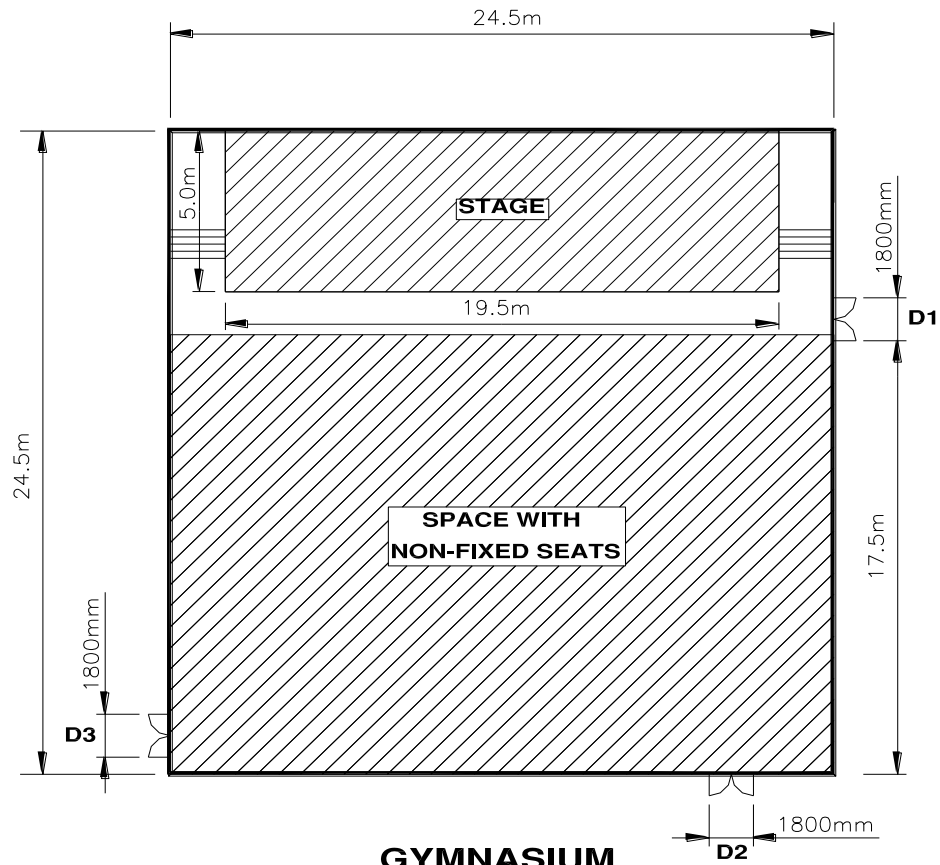 24.5m
5.0m
STAGE
1800mm
19.5m
D1
24.5m
SPACE WITH
NON-FIXED SEATS
17.5m
1800mm
D3
1800mm
D2
GYMNASIUM